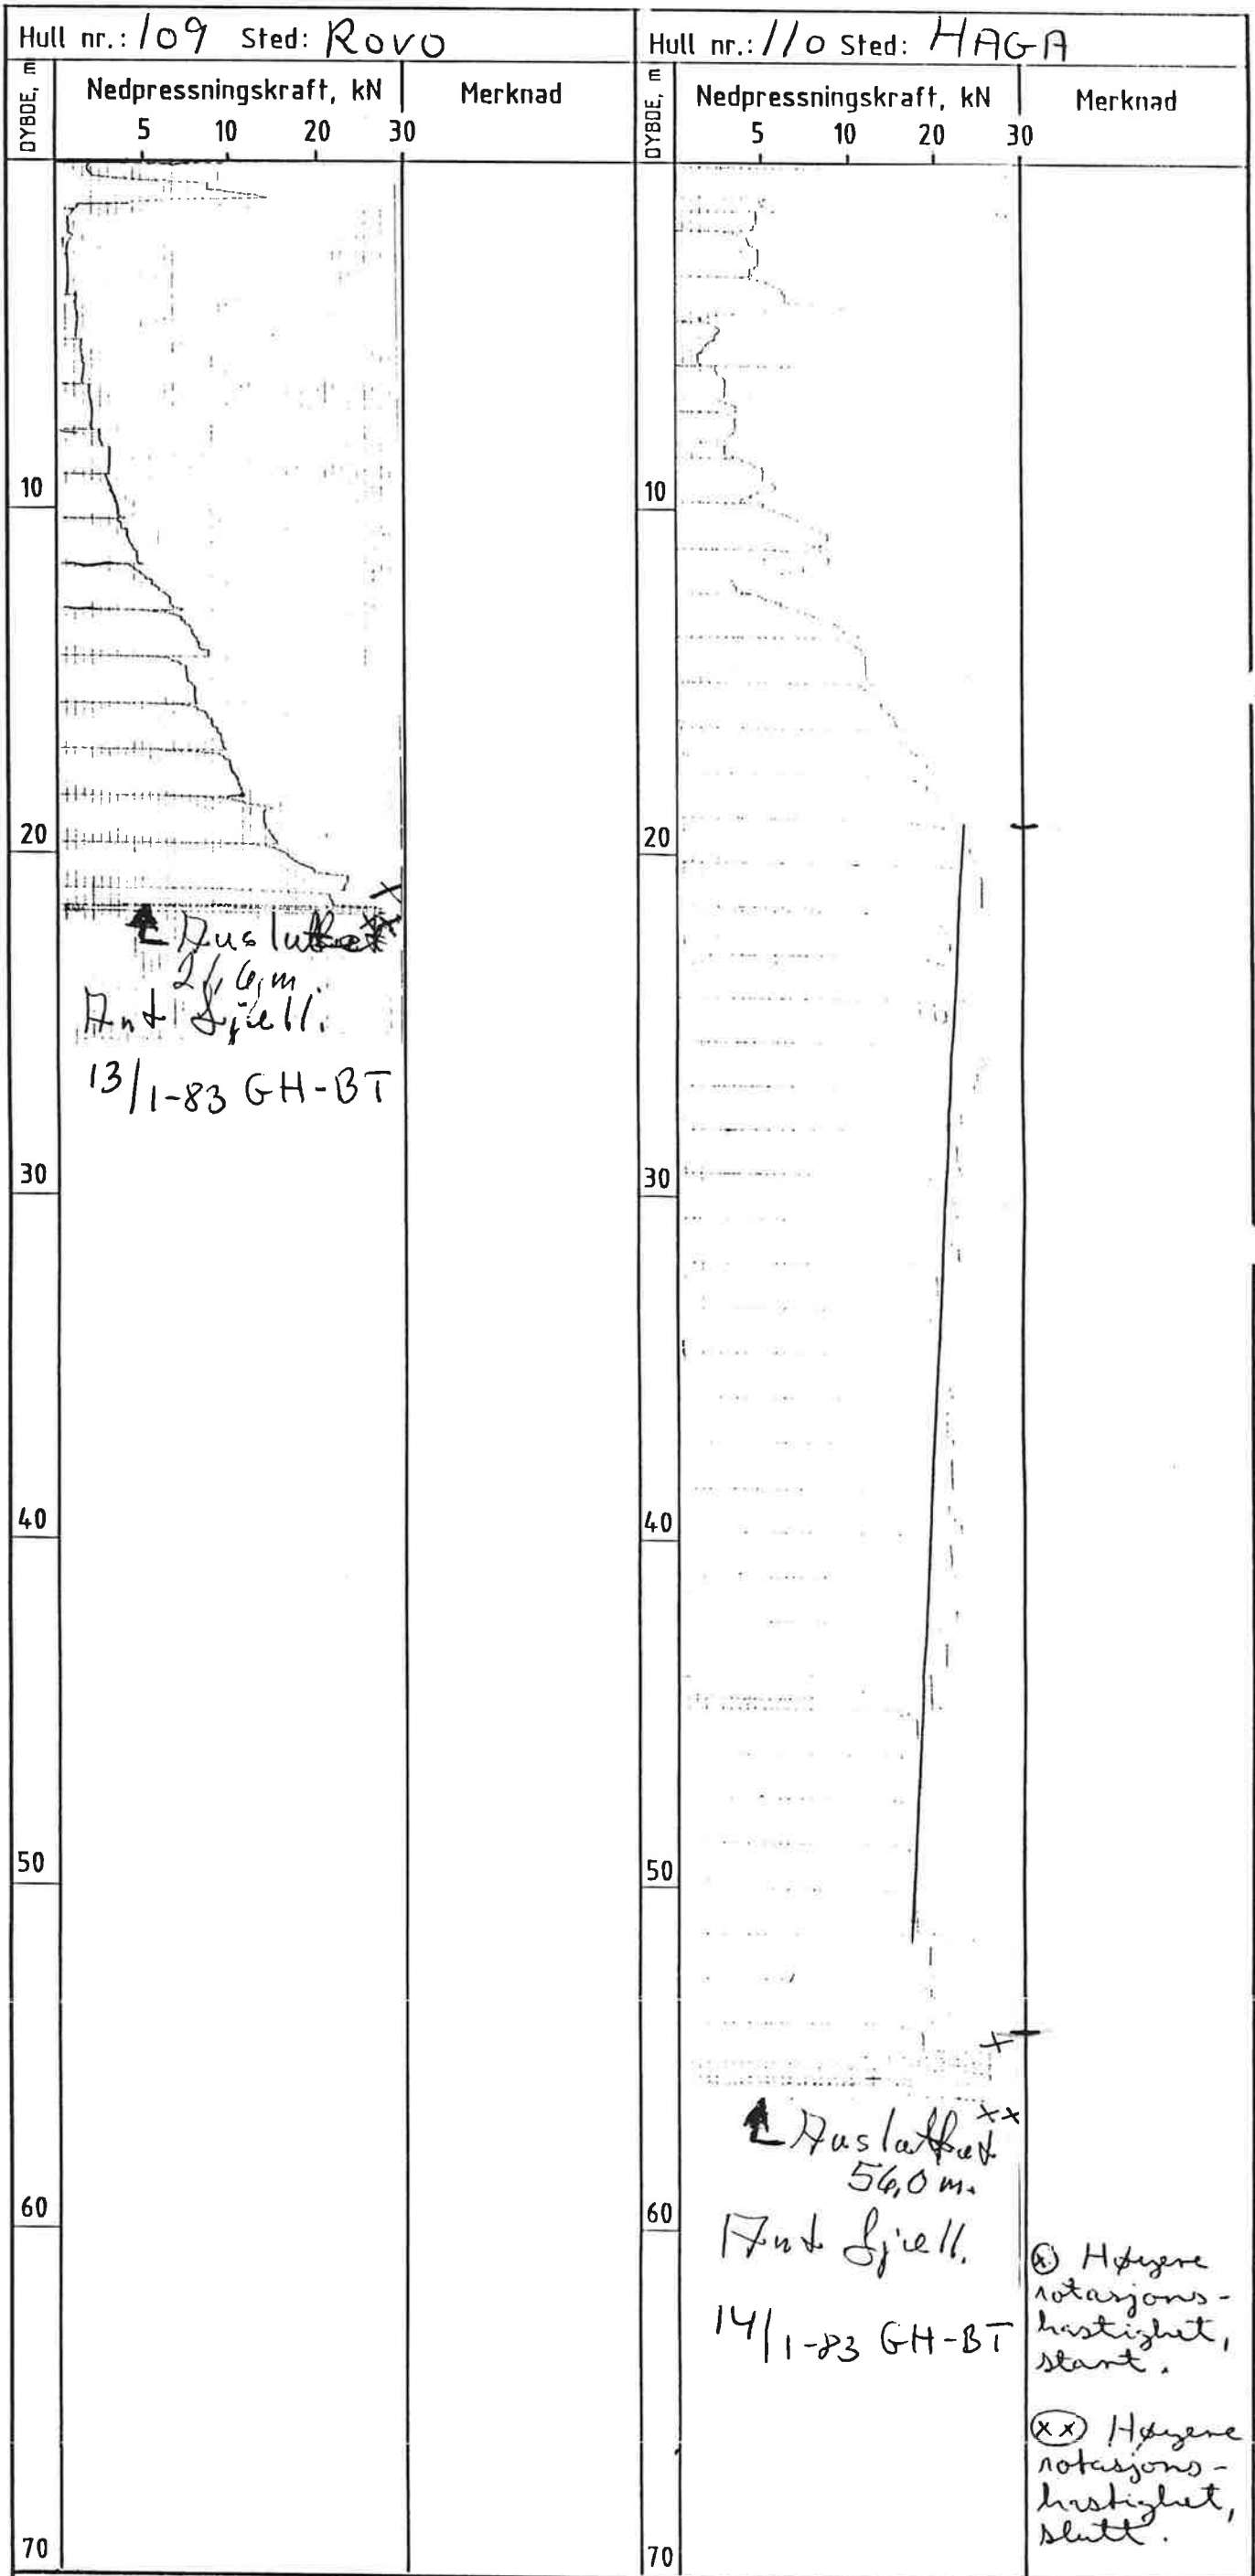 Hull nr.: 109 Sted: ROVO
DYBDE, m
Nedpressningskraft, kN
Merknad
5 10 20 30
10
20
Avsluttet
21,6 m
Ant fjell.
13/1-83 GH-BT
30
40
50
60
70
Hull nr.: 110 Sted: HAGA
DYBDE, m
Nedpressningskraft, kN
Merknad
5 10 20 30
10
20
30
40
50
x
xx
Avsluttet
56,0 m.
60
Ant fjell.
14/1-83 GH-BT
70
(x) Høyere
rotasjons-
hastighet,
start.
(xx) Høyere
rotasjons-
hastighet,
slutt.